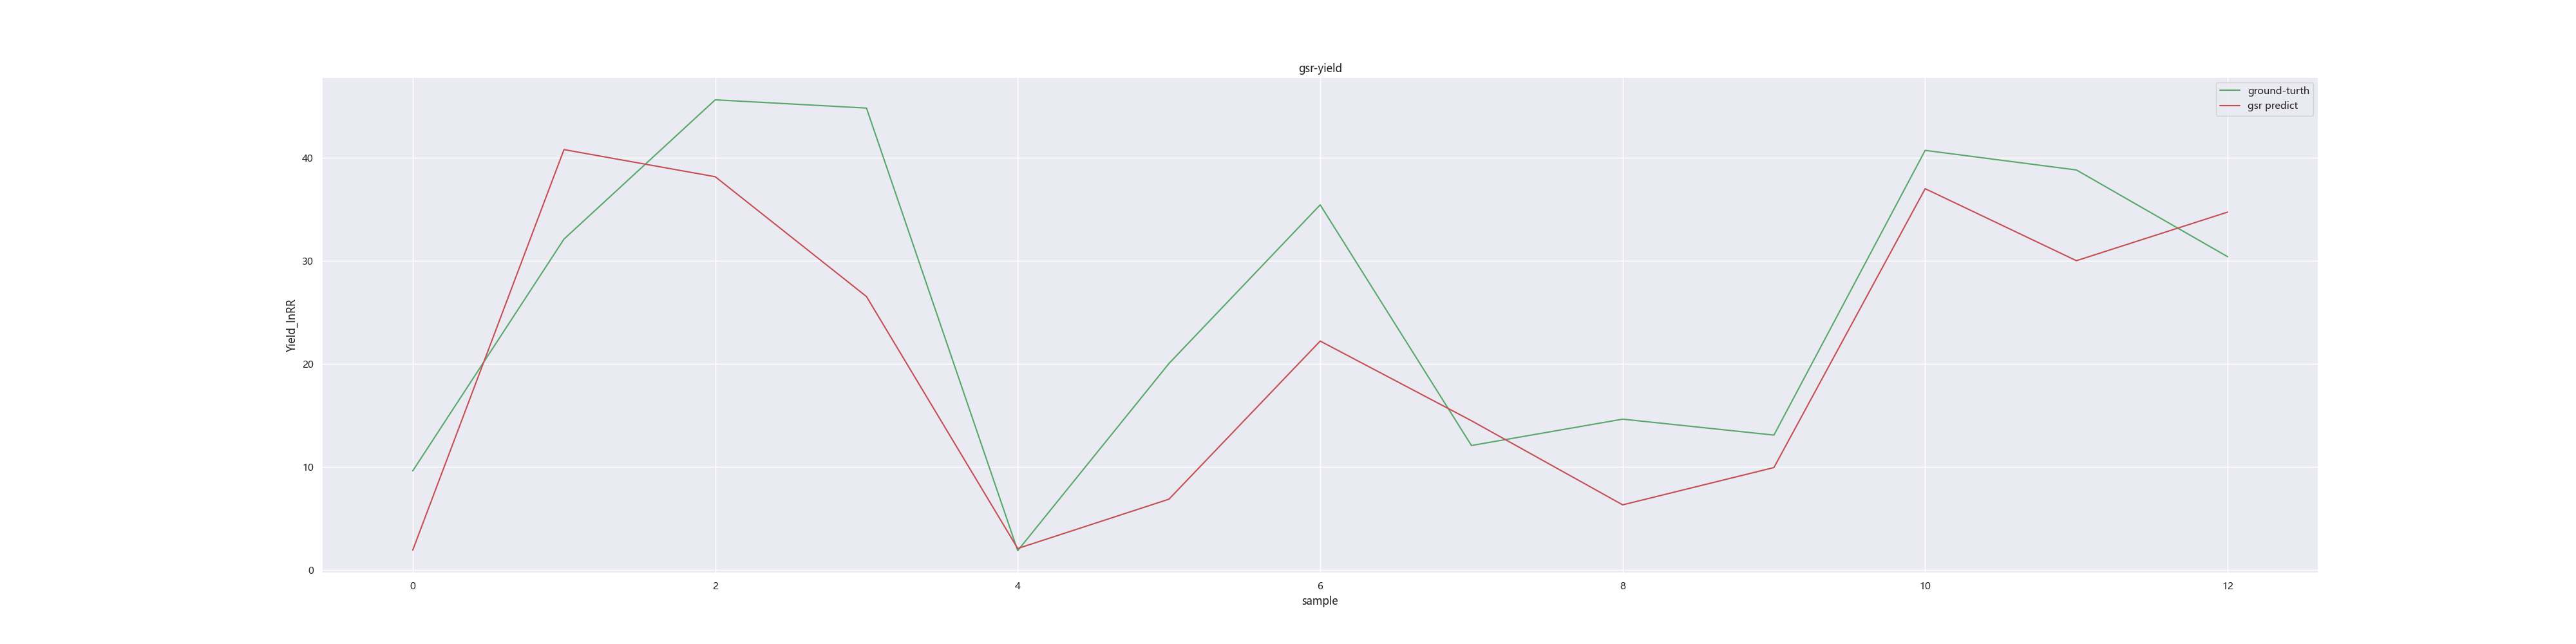 gsr-yield
ground-turth
gsr predict
40
30
20
10
0
Yield_lnRR
0 2 4 6 8 10 12
sample